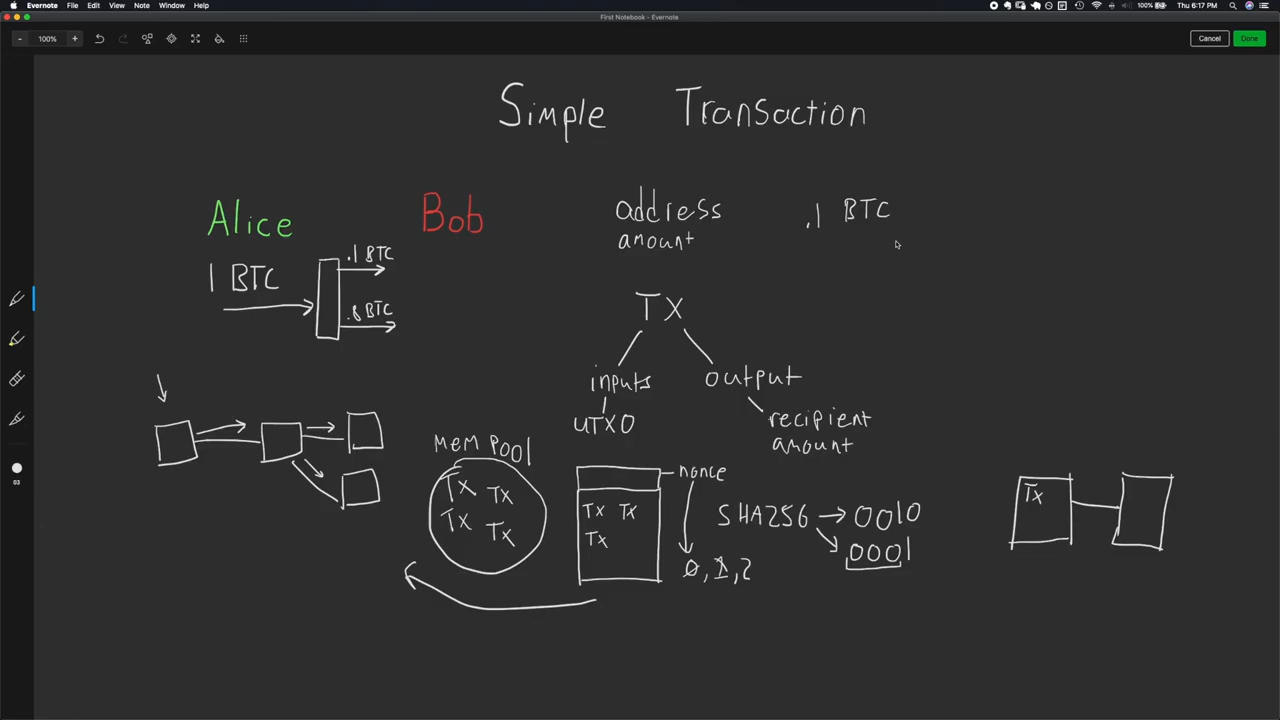 Evernote File Edit View Note Window Help
100% Thu 6:17 PM
First Notebook - Evernote
- 100% +
Cancel Done
Simple Transaction
Alice Bob
address
amount
.1 BTC
1 BTC
.1 BTC
.8 BTC
TX
inputs output
UTXO
recipient
amount
MEM POOL
TX TX
TX TX
nonce
TX TX
TX
SHA256 → 0010
0001
0, 1, 2
TX
03